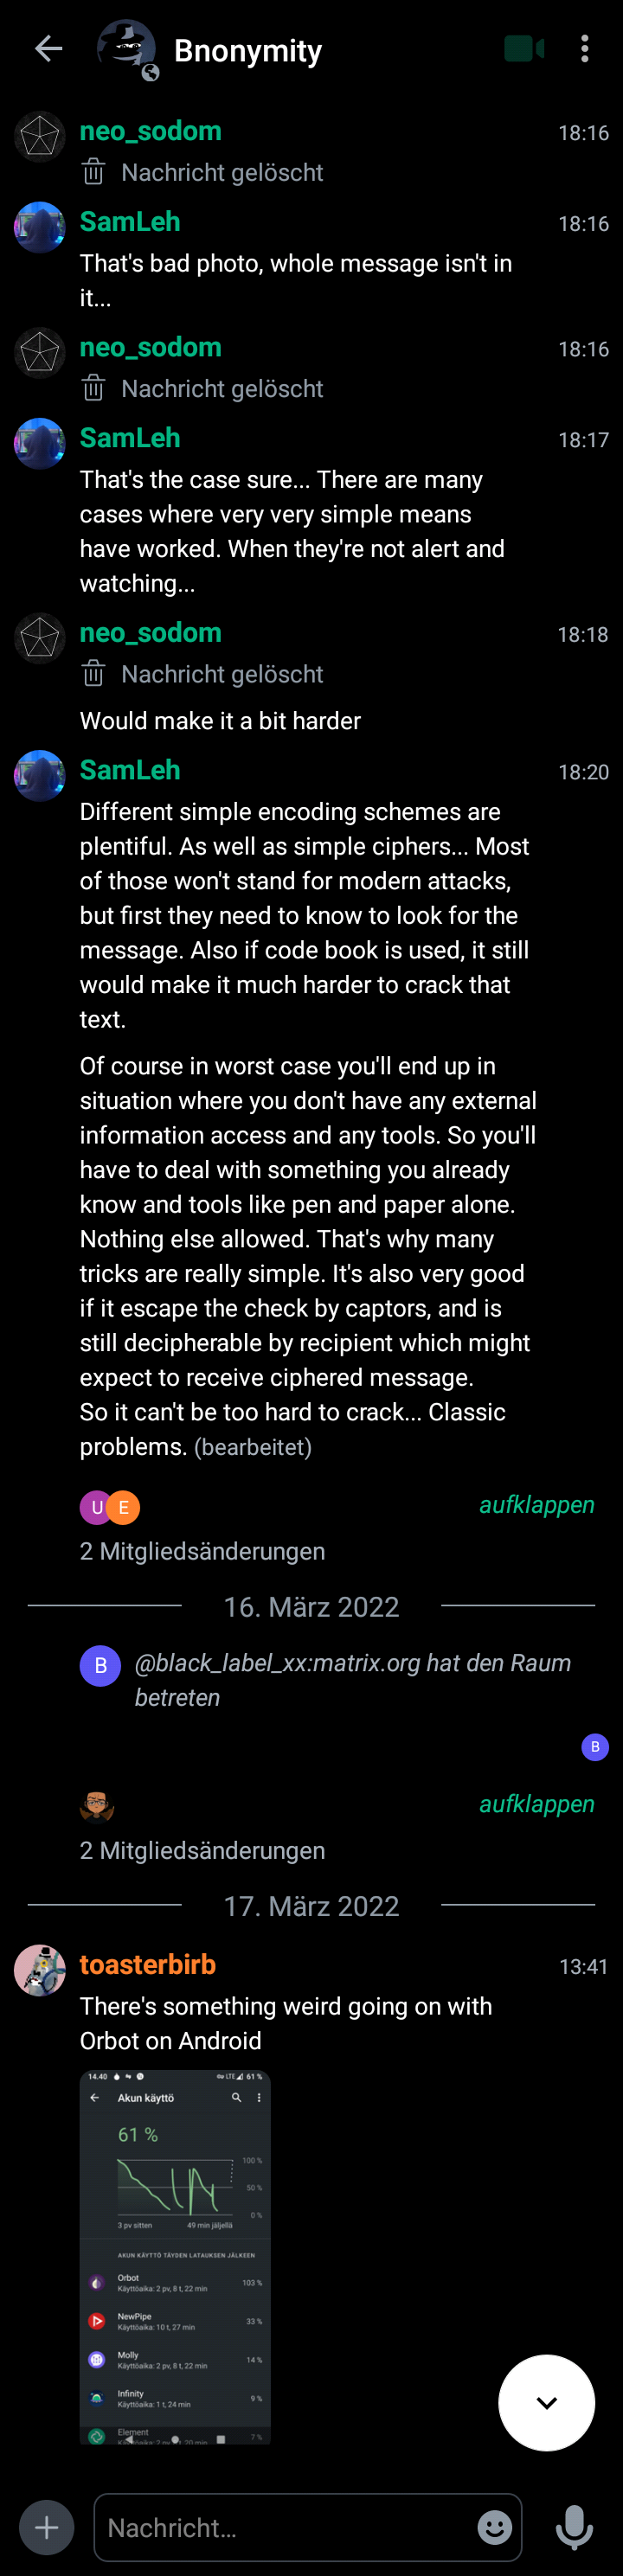 Bnonymity
neo_sodom 18:16
Nachricht gelöscht
SamLeh 18:16
That's bad photo, whole message isn't in
it...
neo_sodom 18:16
Nachricht gelöscht
SamLeh 18:17
That's the case sure... There are many
cases where very very simple means
have worked. When they're not alert and
watching...
neo_sodom 18:18
Nachricht gelöscht
Would make it a bit harder
SamLeh 18:20
Different simple encoding schemes are
plentiful. As well as simple ciphers... Most
of those won't stand for modern attacks,
but first they need to know to look for the
message. Also if code book is used, it still
would make it much harder to crack that
text.
Of course in worst case you'll end up in
situation where you don't have any external
information access and any tools. So you'll
have to deal with something you already
know and tools like pen and paper alone.
Nothing else allowed. That's why many
tricks are really simple. It's also very good
if it escape the check by captors, and is
still decipherable by recipient which might
expect to receive ciphered message.
So it can't be too hard to crack... Classic
problems. (bearbeitet)
U E aufklappen
2 Mitgliedsänderungen
16. März 2022
B @black_label_xx:matrix.org hat den Raum
betreten
B
aufklappen
2 Mitgliedsänderungen
17. März 2022
toasterbirb 13:41
There's something weird going on with
Orbot on Android
14.40 LTE 61 %
Akun käyttö
61 %
100 %
50 %
0 %
3 pv sitten 49 min jäljellä
AKUN KÄYTTÖ TÄYDEN LATAUKSEN JÄLKEEN
Orbot 103 %
Käyttöaika: 2 pv, 8 t, 22 min
NewPipe 33 %
Käyttöaika: 10 t, 27 min
Molly 14 %
Käyttöaika: 2 pv, 8 t, 22 min
Infinity 9 %
Käyttöaika: 1 t, 24 min
Element 7 %
Nachricht...